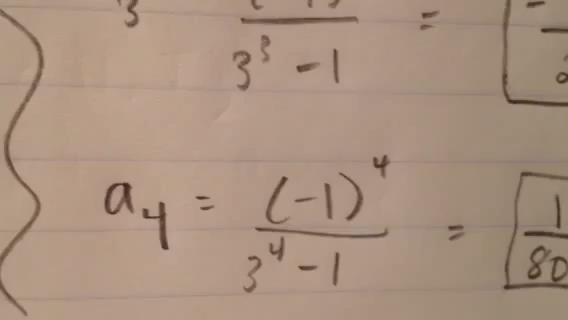 3³ - 1 =
a₄ = (-1)⁴ / 3⁴ - 1 = 1 / 80